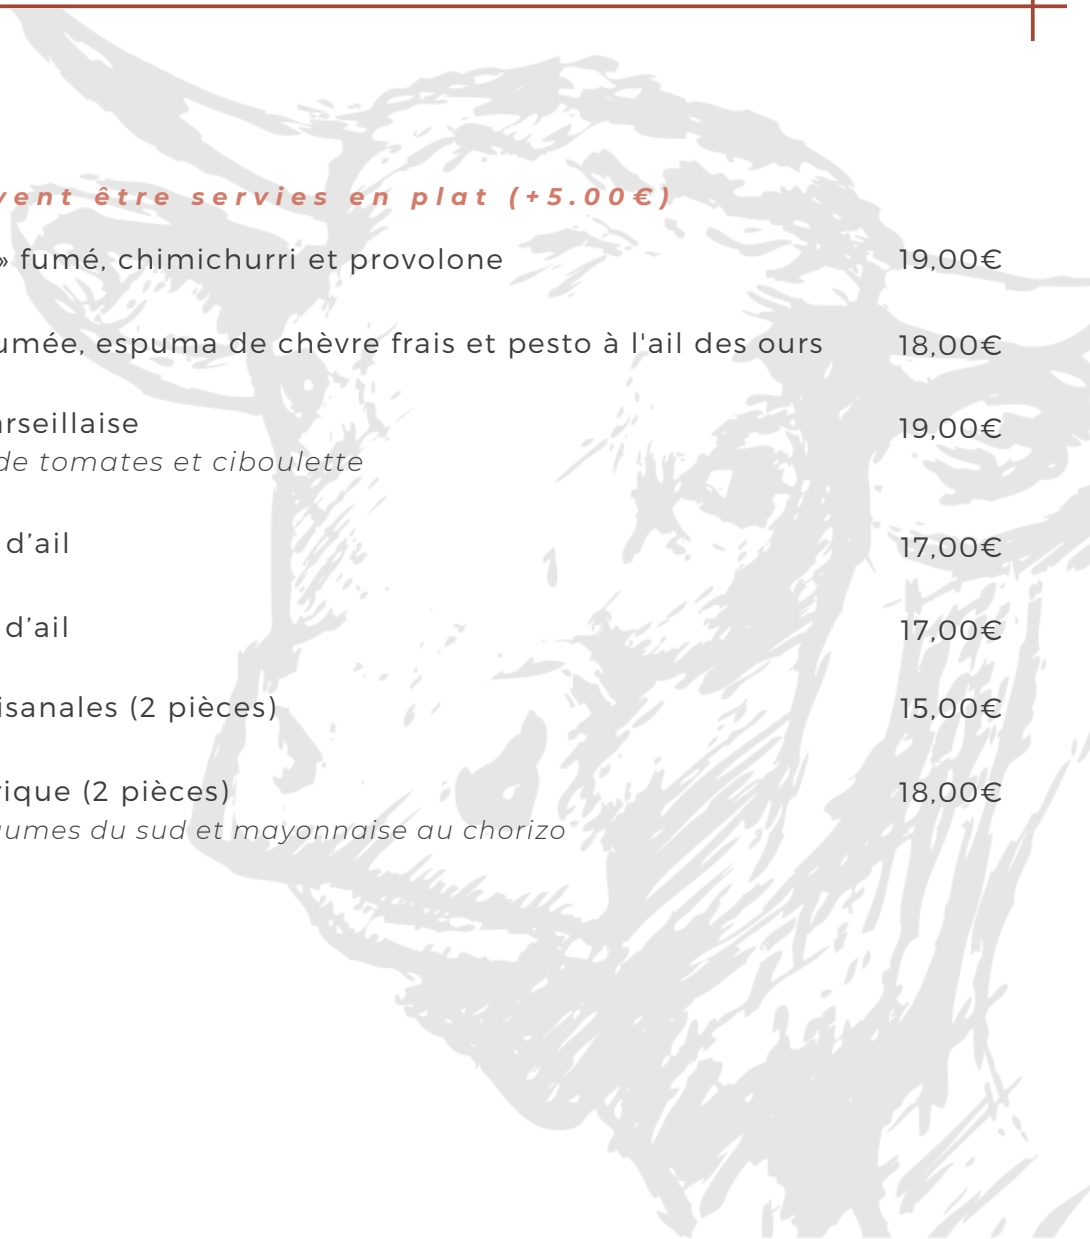 vent être servies en plat (+5.00€)
» fumé, chimichurri et provolone 19,00€
umée, espuma de chèvre frais et pesto à l'ail des ours 18,00€
arseillaise 19,00€
de tomates et ciboulette
d’ail 17,00€
d’ail 17,00€
isanales (2 pièces) 15,00€
rique (2 pièces) 18,00€
umes du sud et mayonnaise au chorizo